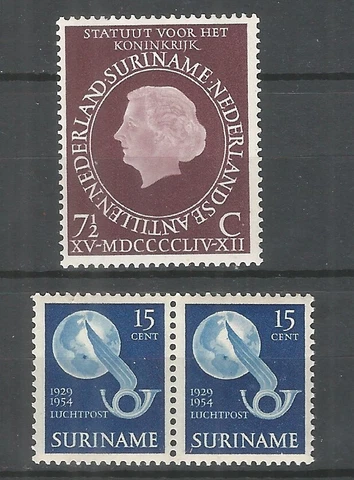 STATUUT VOOR HET
KONINKRIJK
NEDERLAND·SURINAME·NEDERLANDSE ANTILLEN
7½ C
XV-MDCCCCLIV-XII
15
CENT
1929
1954
LUCHTPOST
SURINAME
15
CENT
1929
1954
LUCHTPOST
SURINAME